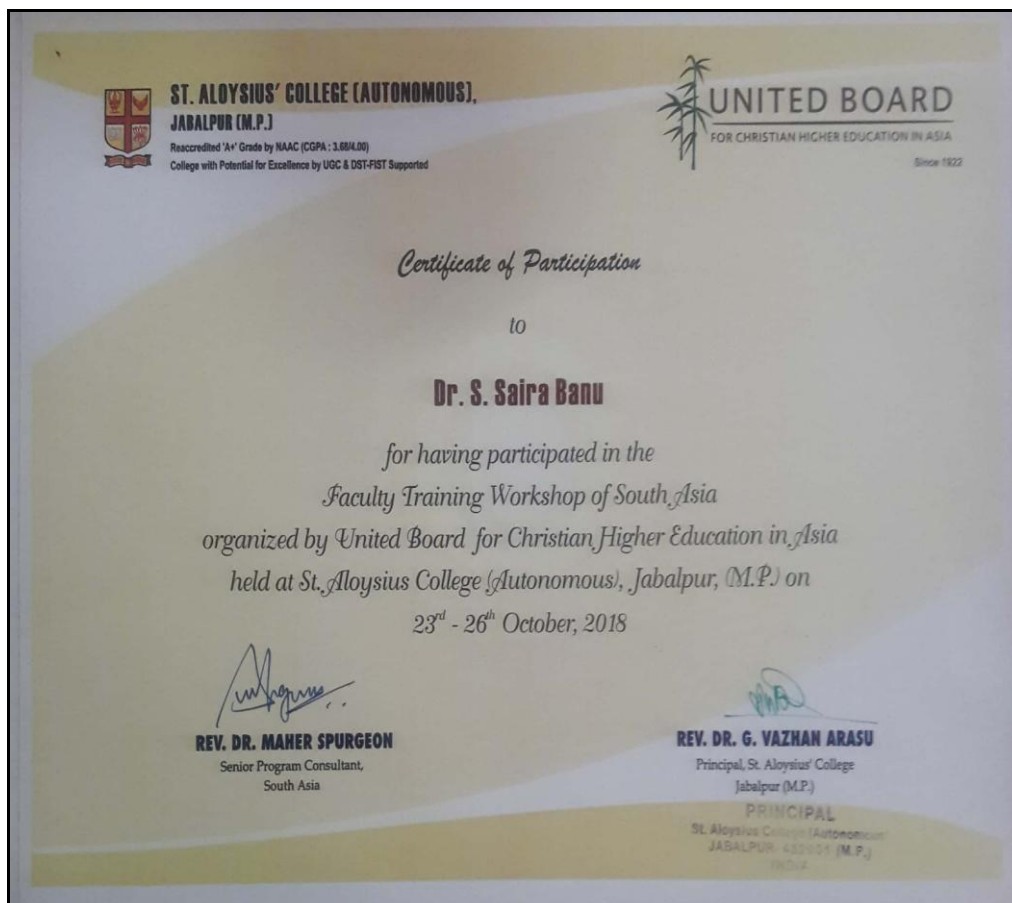 ST. ALOYSIUS' COLLEGE (AUTONOMOUS),
JABALPUR (M.P.)
Reaccredited 'A+' Grade by NAAC (CGPA : 3.68/4.00)
College with Potential for Excellence by UGC & DST-FIST Supported
UNITED BOARD
FOR CHRISTIAN HIGHER EDUCATION IN ASIA
Since 1922
Certificate of Participation
to
Dr. S. Saira Banu
for having participated in the
Faculty Training Workshop of South Asia
organized by United Board for Christian Higher Education in Asia
held at St. Aloysius College (Autonomous), Jabalpur, (M.P.) on
23rd - 26th October, 2018
REV. DR. MAHER SPURGEON
Senior Program Consultant,
South Asia
REV. DR. G. VAZHAN ARASU
Principal, St. Aloysius' College
Jabalpur (M.P.)
PRINCIPAL
St. Aloysius College (Autonomous
JABALPUR (M.P.)
INDIA